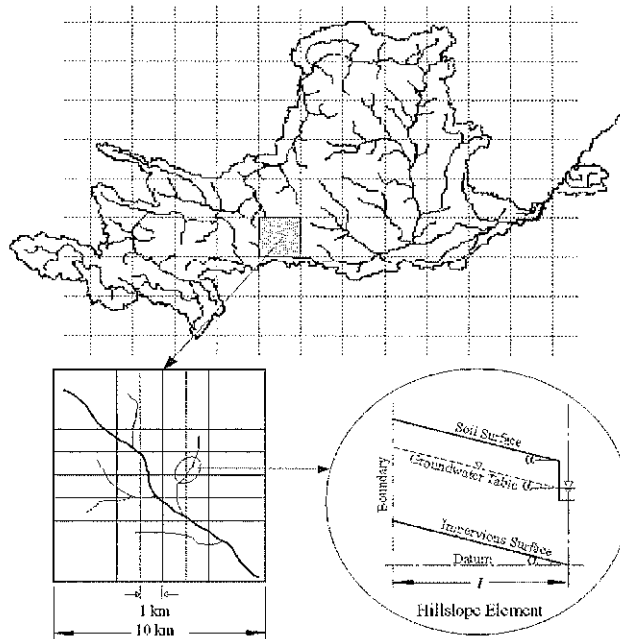 Soil Surface
Groundwater Table
Boundary
Impervious Surface
Datum
l
Hillslope Element
1 km
10 km